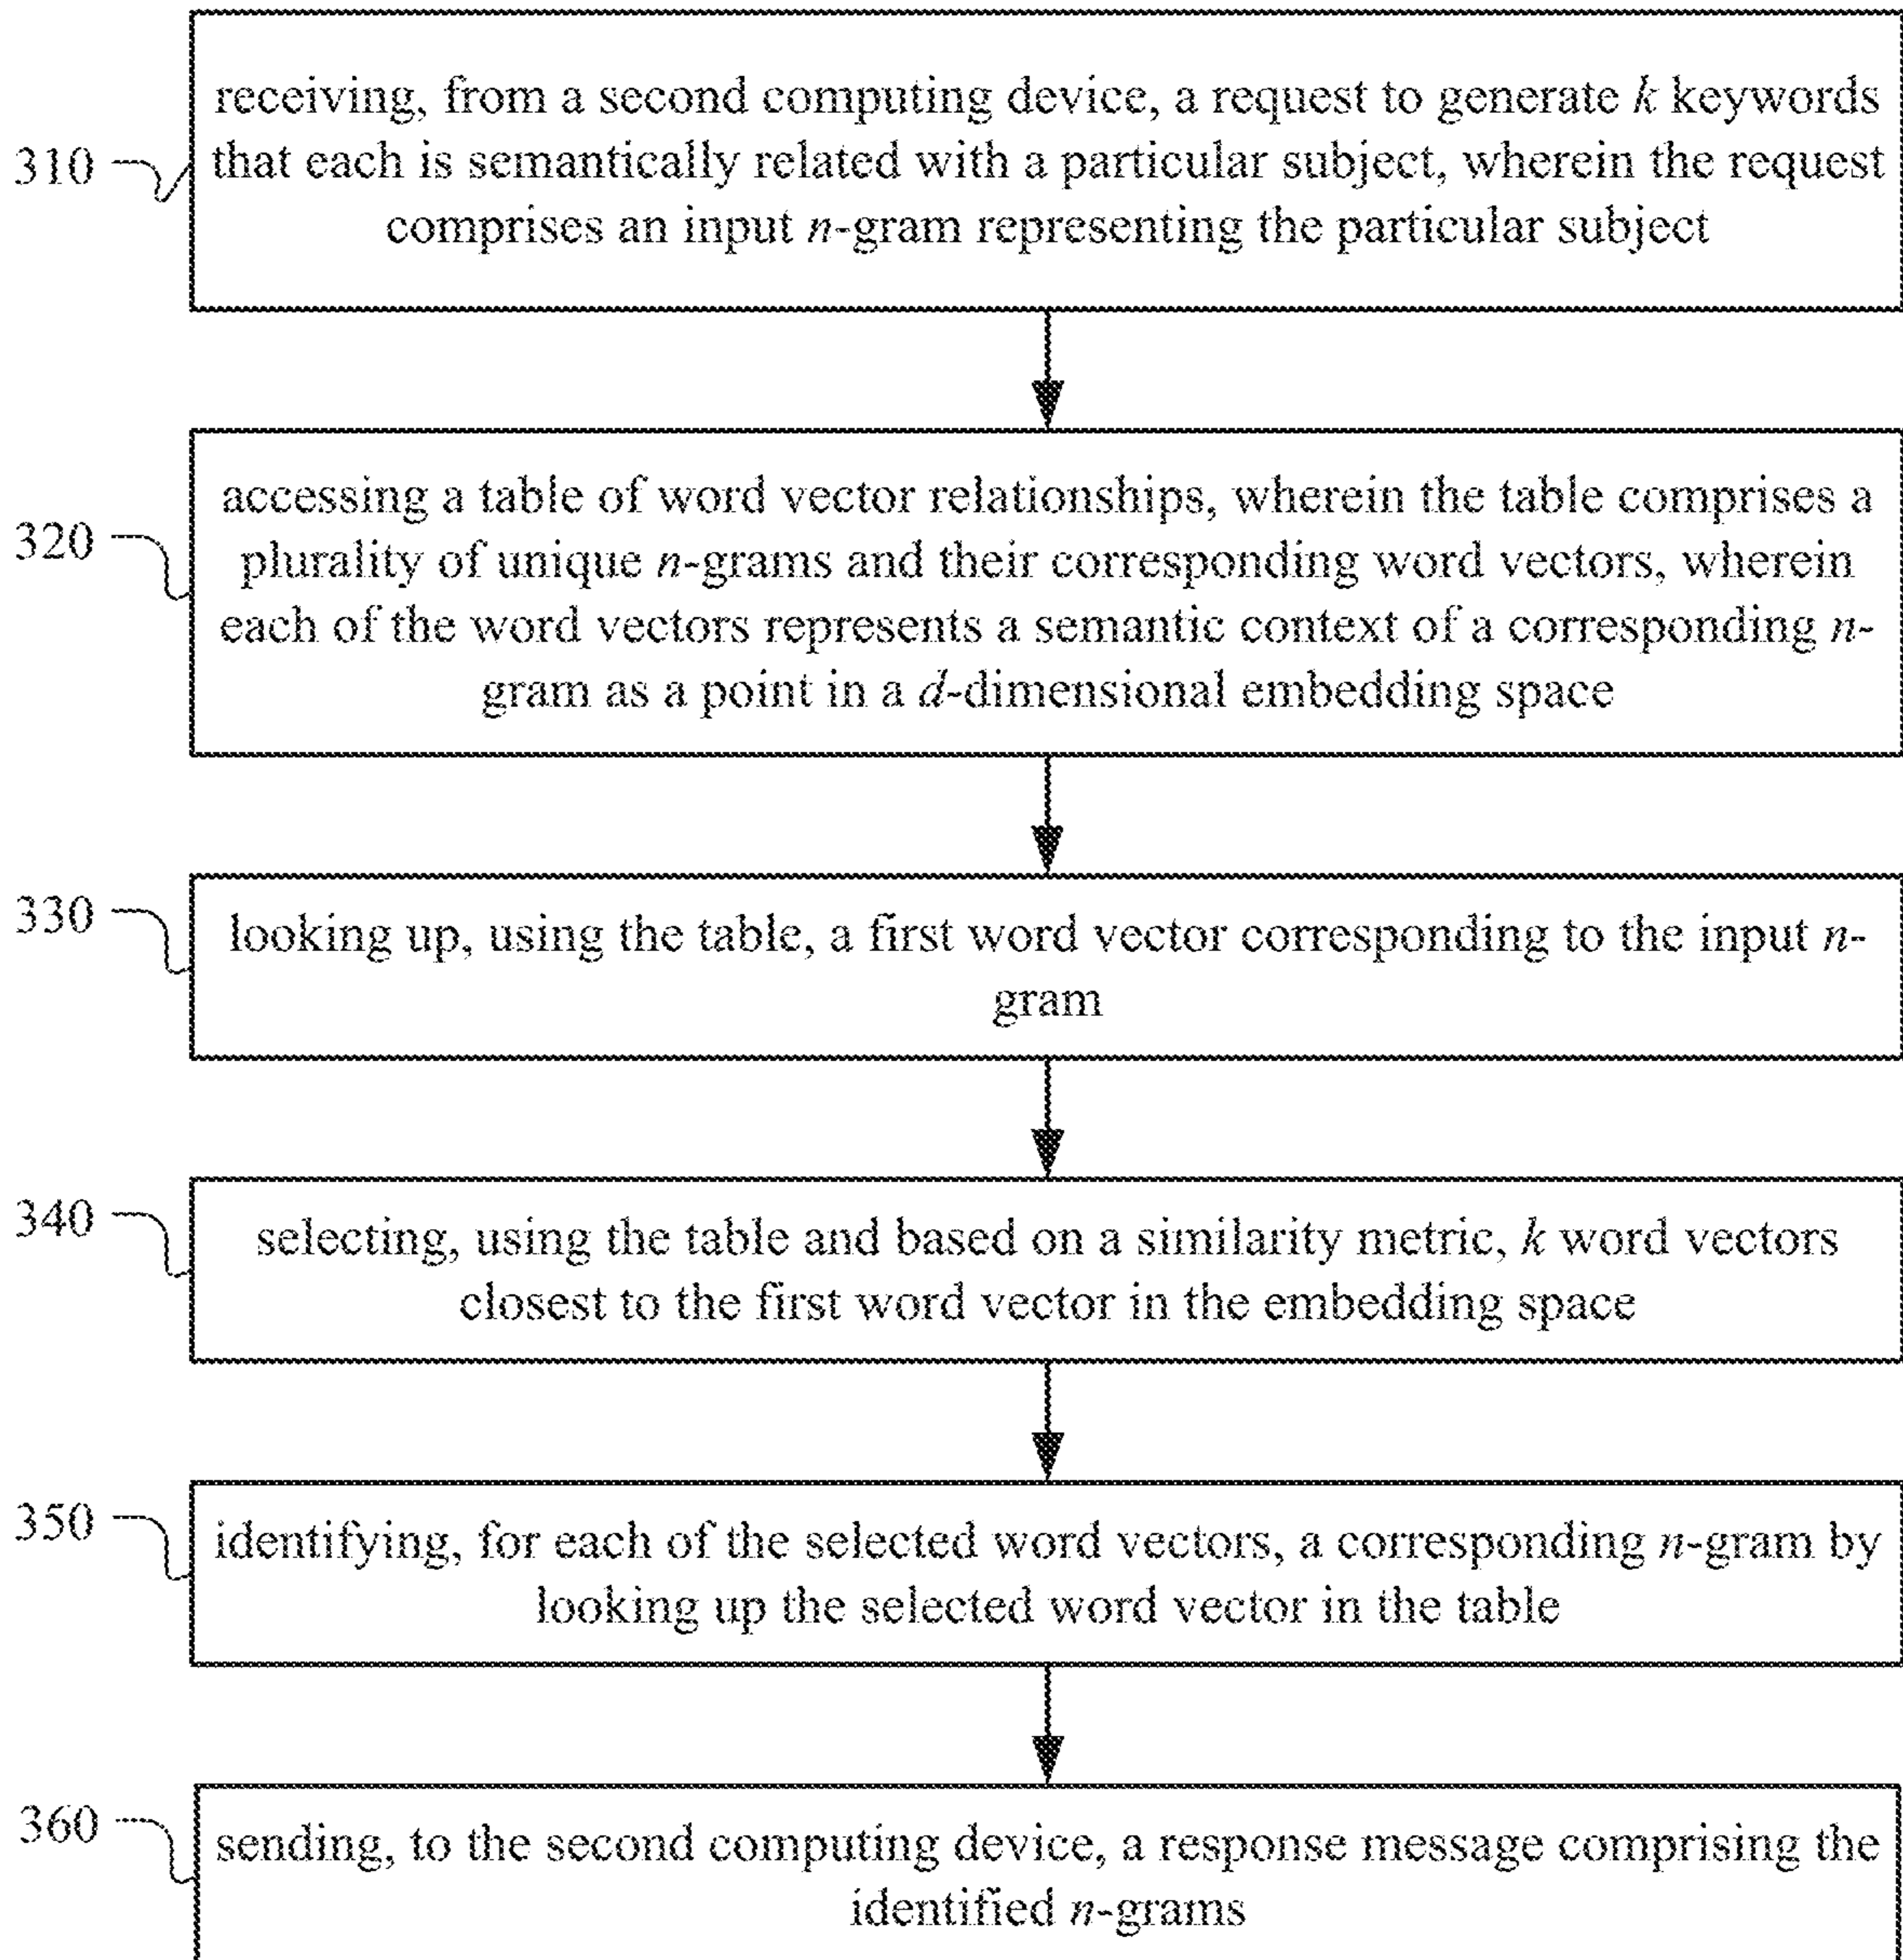 receiving, from a second computing device, a request to generate k keywords
310
that each is semantically related with a particular subject, wherein the request
comprises an input n-gram representing the particular subject
accessing a table of word vector relationships, wherein the table comprises a
320
plurality of unique n-grams and their corresponding word vectors, wherein
each of the word vectors represents a semantic context of a corresponding n-
gram as a point in a d-dimensional embedding space
330
looking up, using the table, a first word vector corresponding to the input n-
gram
340
selecting, using the table and based on a similarity metric, k word vectors
closest to the first word vector in the embedding space
350
identifying, for each of the selected word vectors, a corresponding n-gram by
looking up the selected word vector in the table
360
sending, to the second computing device, a response message comprising the
identified n-grams